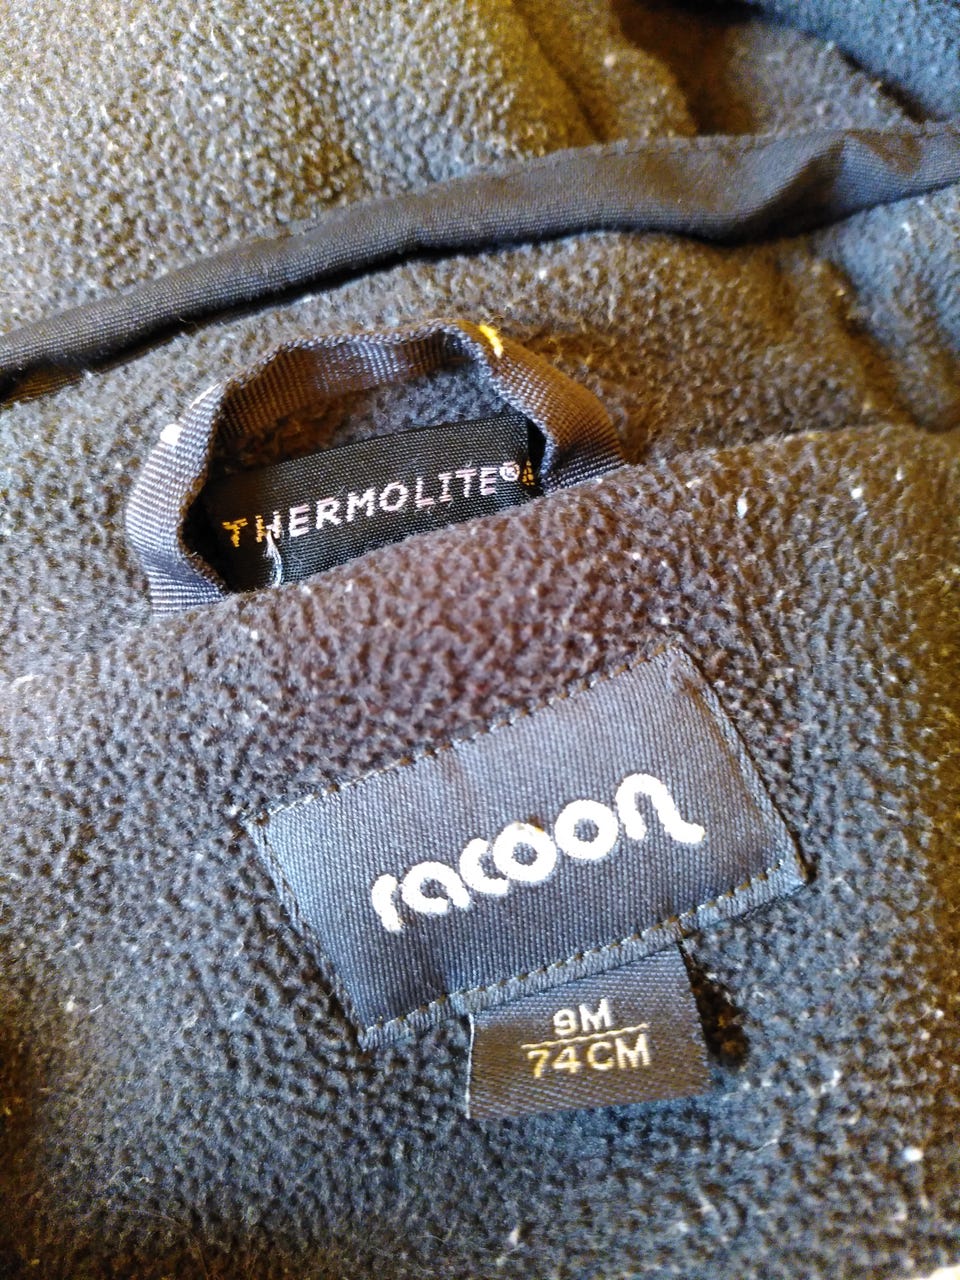 THERMOLITE®
racoon
9M
74CM